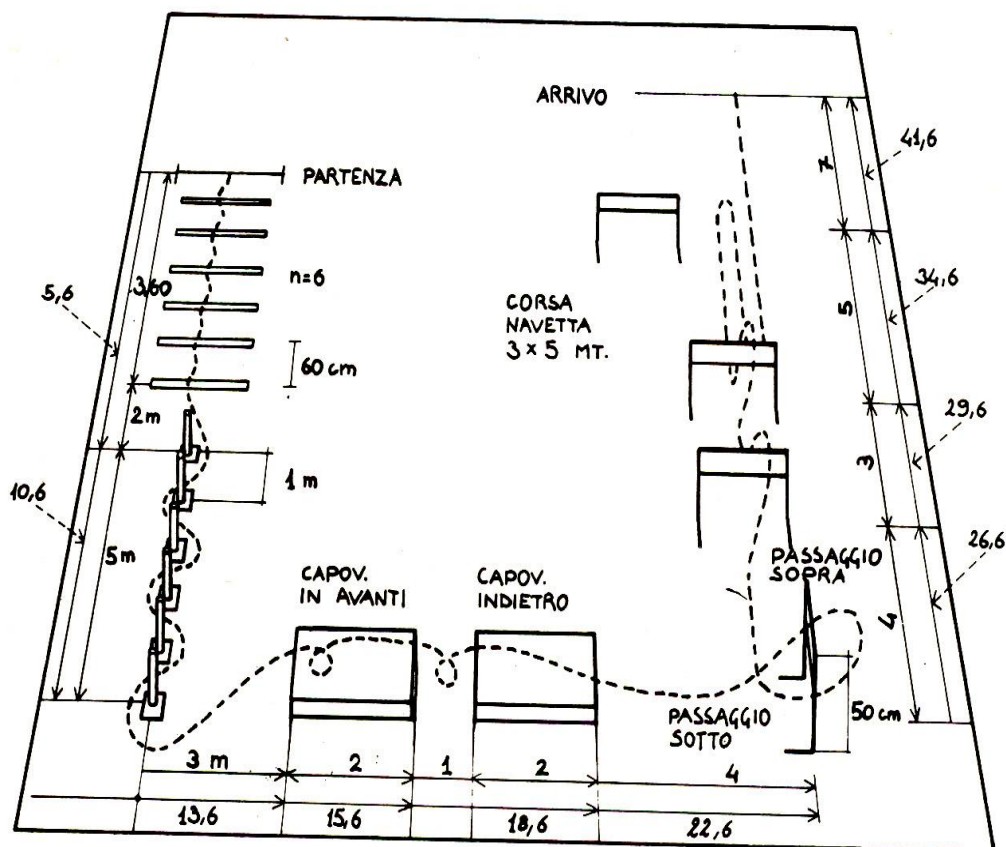 ARRIVO
41,6
7
PARTENZA
n=6
3,60
5,6
34,6
5
CORSA
NAVETTA
3 x 5 MT.
60 cm
2 m
29,6
3
1 m
10,6
5 m
26,6
PASSAGGIO
SOPRA
CAPOV.
IN AVANTI
CAPOV.
INDIETRO
4
PASSAGGIO
SOTTO
50 cm
3 m
2
1
2
4
13,6
15,6
18,6
22,6